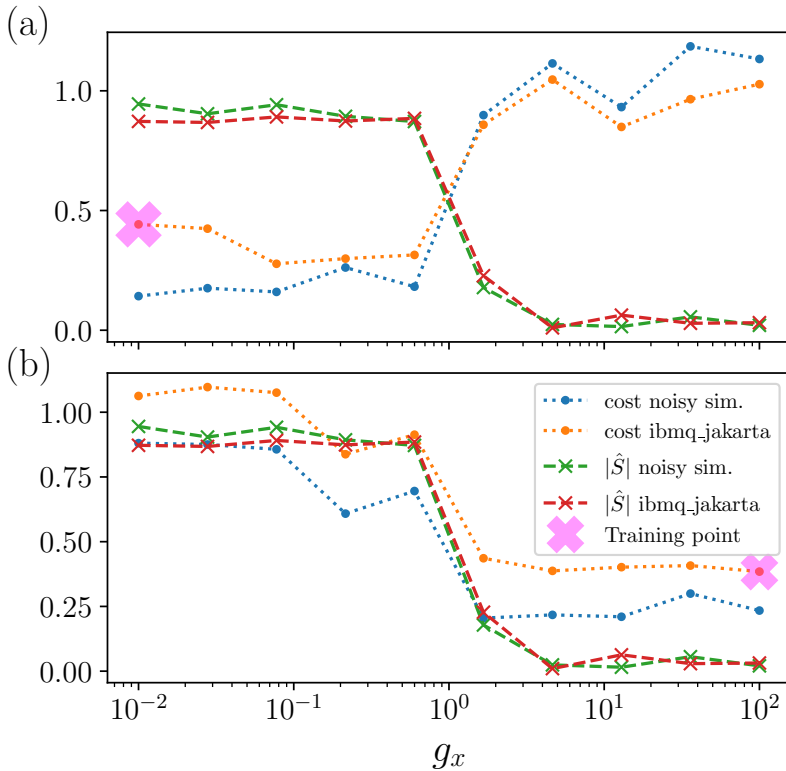 (a)
1.0
0.5
0.0
(b)
1.00
0.75
0.50
0.25
0.00
cost noisy sim.
cost ibmq_jakarta
|Ŝ| noisy sim.
|Ŝ| ibmq_jakarta
Training point
10⁻² 10⁻¹ 10⁰ 10¹ 10²
gₓ